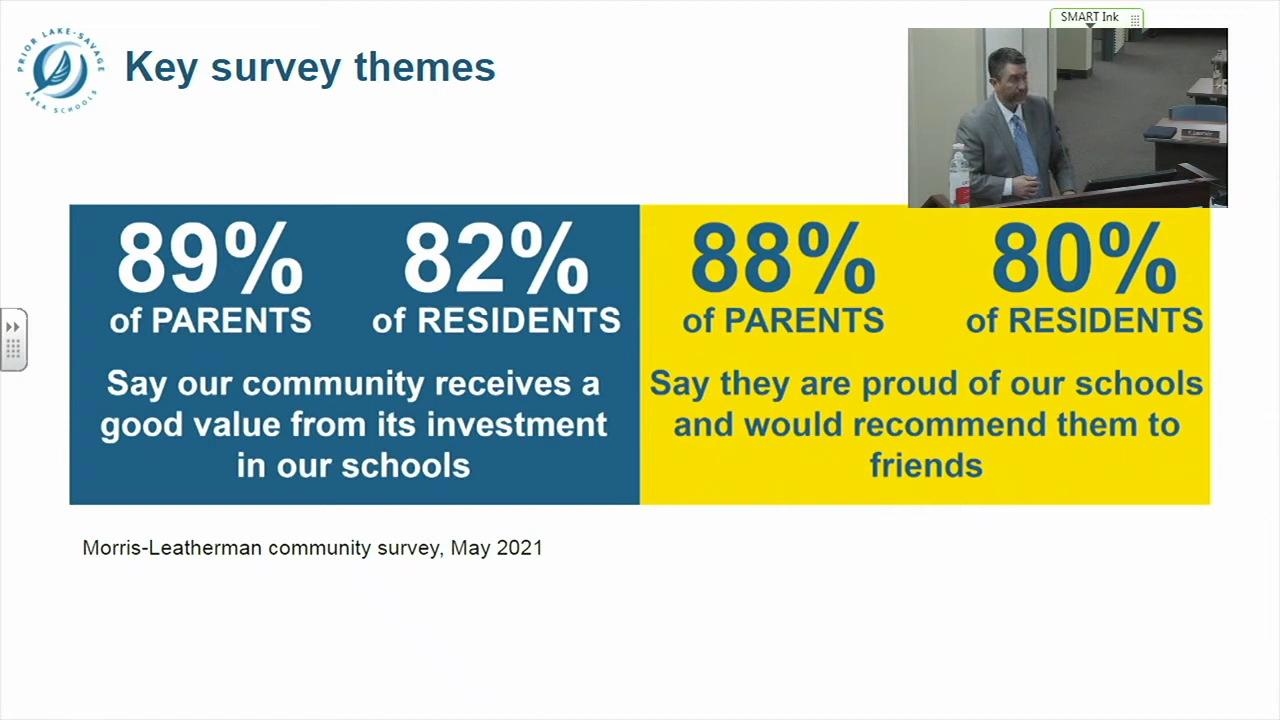 SMART Ink
PRIOR LAKE-SAVAGE
AREA SCHOOLS
Key survey themes
89%
of PARENTS
82%
of RESIDENTS
Say our community receives a
good value from its investment
in our schools
88%
of PARENTS
80%
of RESIDENTS
Say they are proud of our schools
and would recommend them to
friends
Morris-Leatherman community survey, May 2021